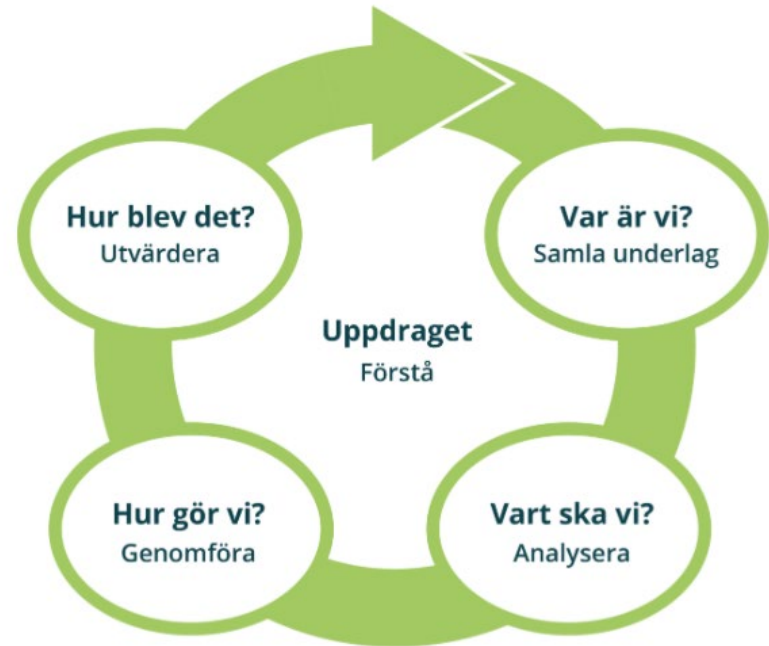 Hur blev det?
Utvärdera
Var är vi?
Samla underlag
Uppdraget
Förstå
Hur gör vi?
Genomföra
Vart ska vi?
Analysera